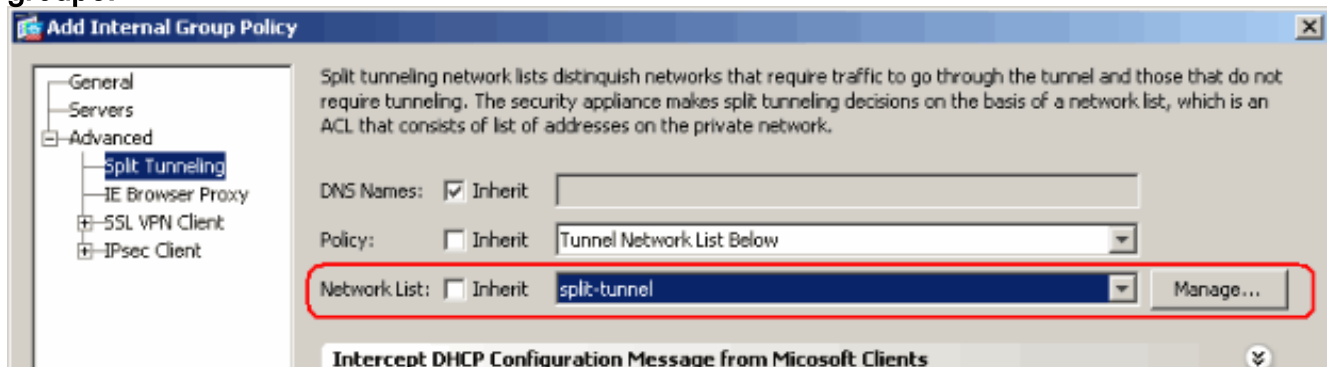 groups.
Add Internal Group Policy
General
Servers
Advanced
Split Tunneling
IE Browser Proxy
SSL VPN Client
IPsec Client
Split tunneling network lists distinquish networks that require traffic to go through the tunnel and those that do not
require tunneling. The security appliance makes split tunneling decisions on the basis of a network list, which is an
ACL that consists of list of addresses on the private network.
DNS Names: Inherit
Policy: Inherit Tunnel Network List Below
Network List: Inherit split-tunnel Manage...
Intercept DHCP Configuration Message from Micosoft Clients